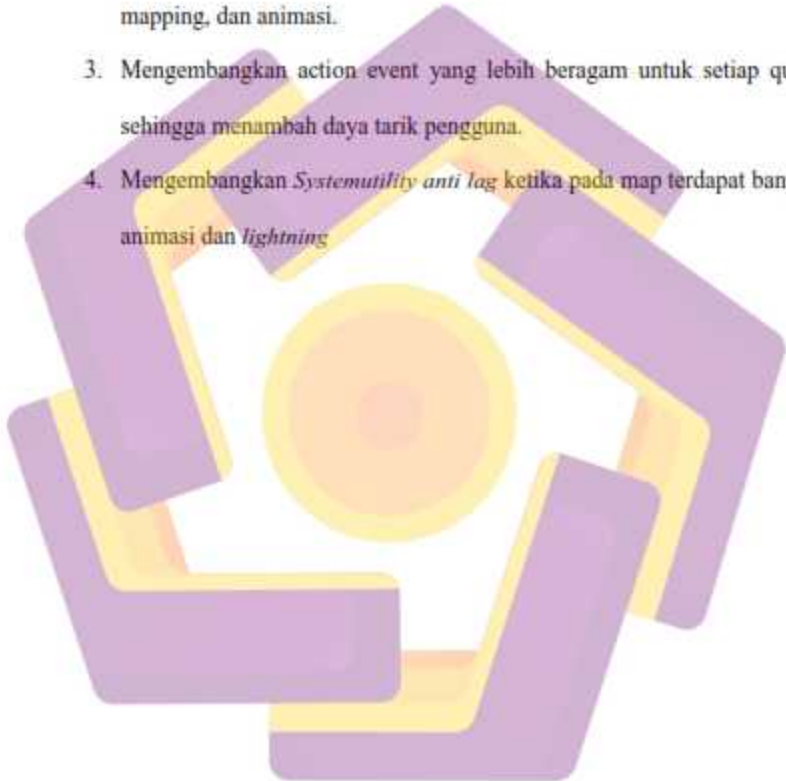 mapping, dan animasi.
3. Mengembangkan action event yang lebih beragam untuk setiap qu
sehingga menambah daya tarik pengguna.
4. Mengembangkan Systemutility anti lag ketika pada map terdapat ban
animasi dan lightning